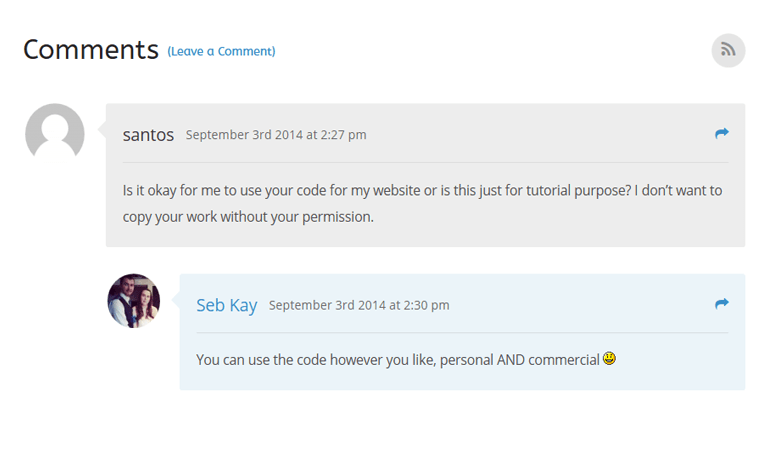 Comments (Leave a Comment)
santos September 3rd 2014 at 2:27 pm
Is it okay for me to use your code for my website or is this just for tutorial purpose? I don’t want to
copy your work without your permission.
Seb Kay September 3rd 2014 at 2:30 pm
You can use the code however you like, personal AND commercial